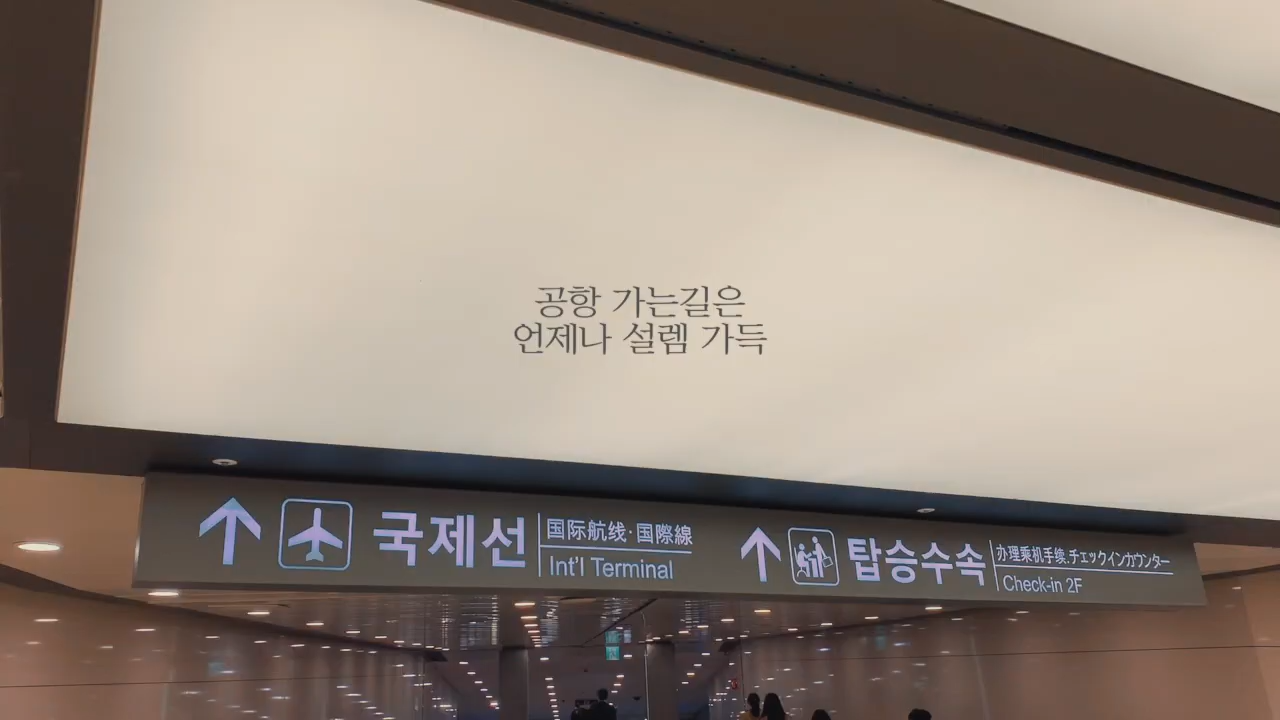 공항 가는길은
언제나 설렘 가득
국제선
国际航线·国際線
Int'l Terminal
탑승수속
办理乘机手续.チェックインカウンター
Check-in 2F